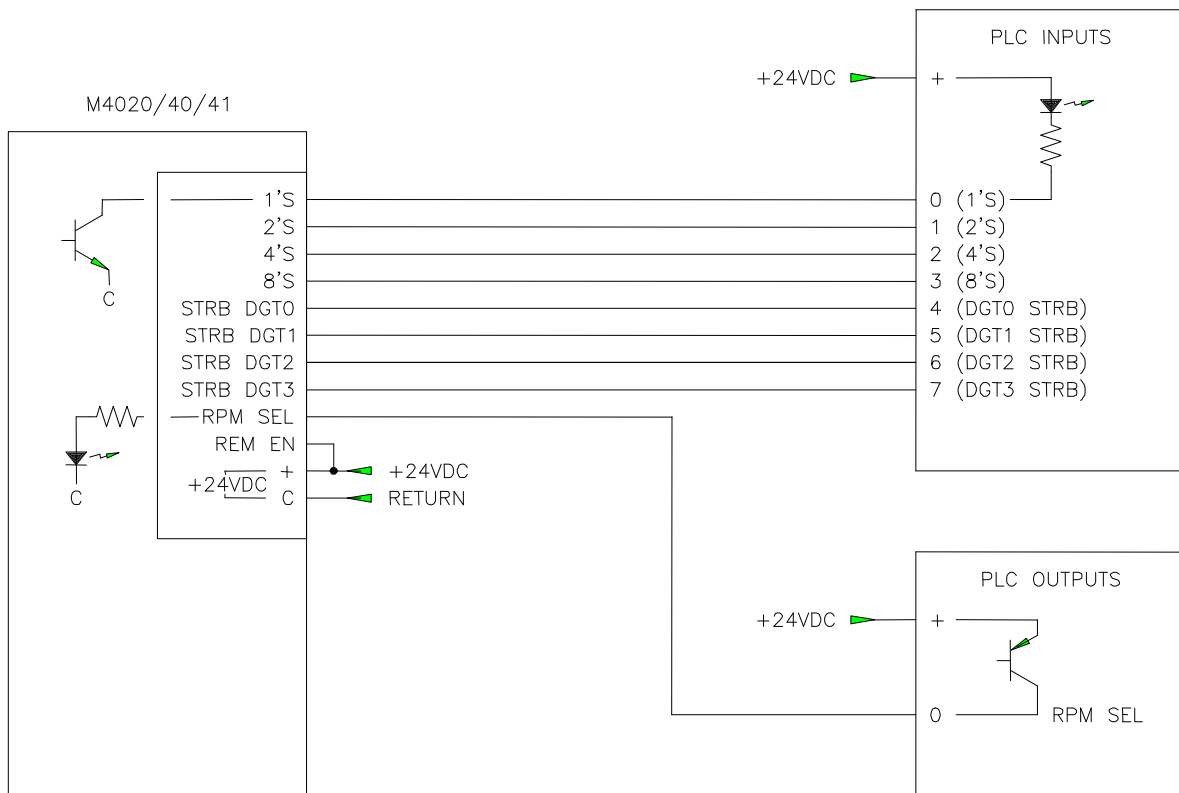 PLC INPUTS
+24VDC
+
M4020/40/41
1'S
0 (1'S)
2'S
1 (2'S)
4'S
2 (4'S)
8'S
3 (8'S)
C
STRB DGT0
4 (DGT0 STRB)
STRB DGT1
5 (DGT1 STRB)
STRB DGT2
6 (DGT2 STRB)
STRB DGT3
7 (DGT3 STRB)
RPM SEL
REM EN
+
+24VDC
+24VDC
C
C
RETURN
PLC OUTPUTS
+24VDC
+
0
RPM SEL